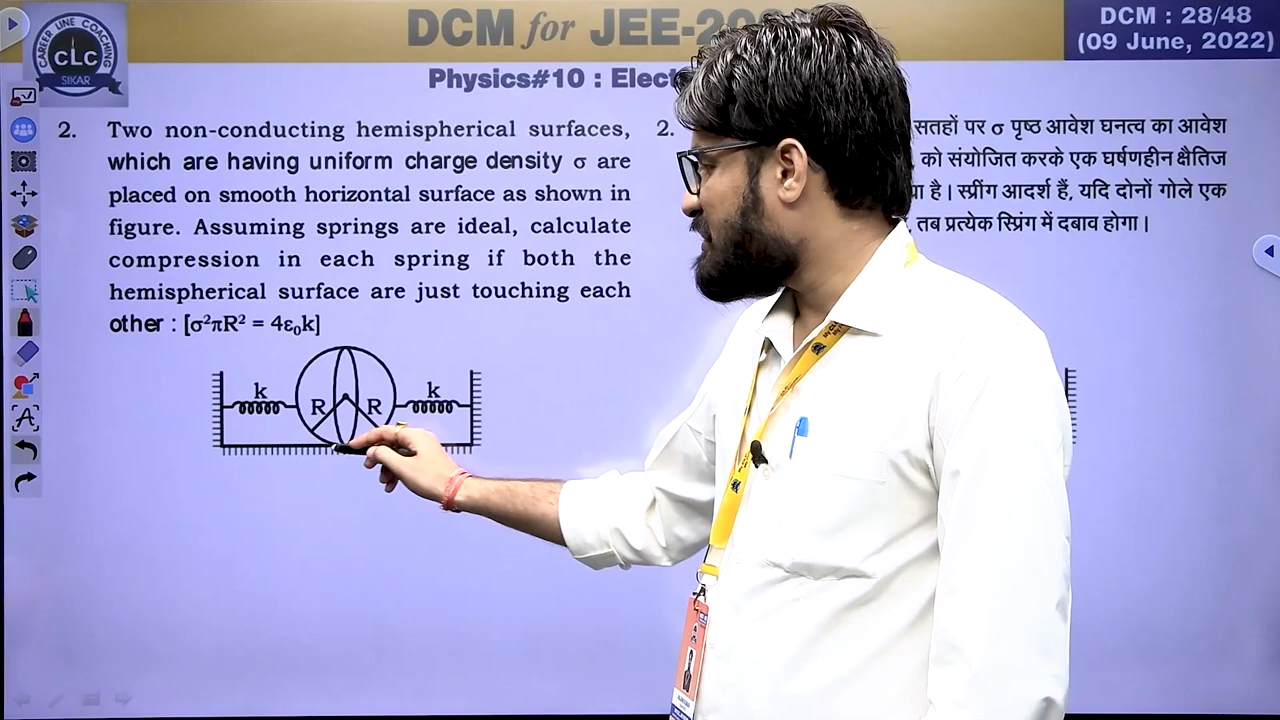 DCM for JEE-20
DCM : 28/48
(09 June, 2022)
CAREER LINE COACHING
CLC
SIKAR
Physics#10 : Elect
2. Two non-conducting hemispherical surfaces,
which are having uniform charge density σ are
placed on smooth horizontal surface as shown in
figure. Assuming springs are ideal, calculate
compression in each spring if both the
hemispherical surface are just touching each
other : [σ²πR² = 4ε₀k]
k
k
R
R
2.
सतहों पर σ पृष्ठ आवेश घनत्व का आवेश
को संयोजित करके एक घर्षणहीन क्षैतिज
है। स्प्रींग आदर्श हैं, यदि दोनों गोले एक
, तब प्रत्येक स्प्रिंग में दबाव होगा।